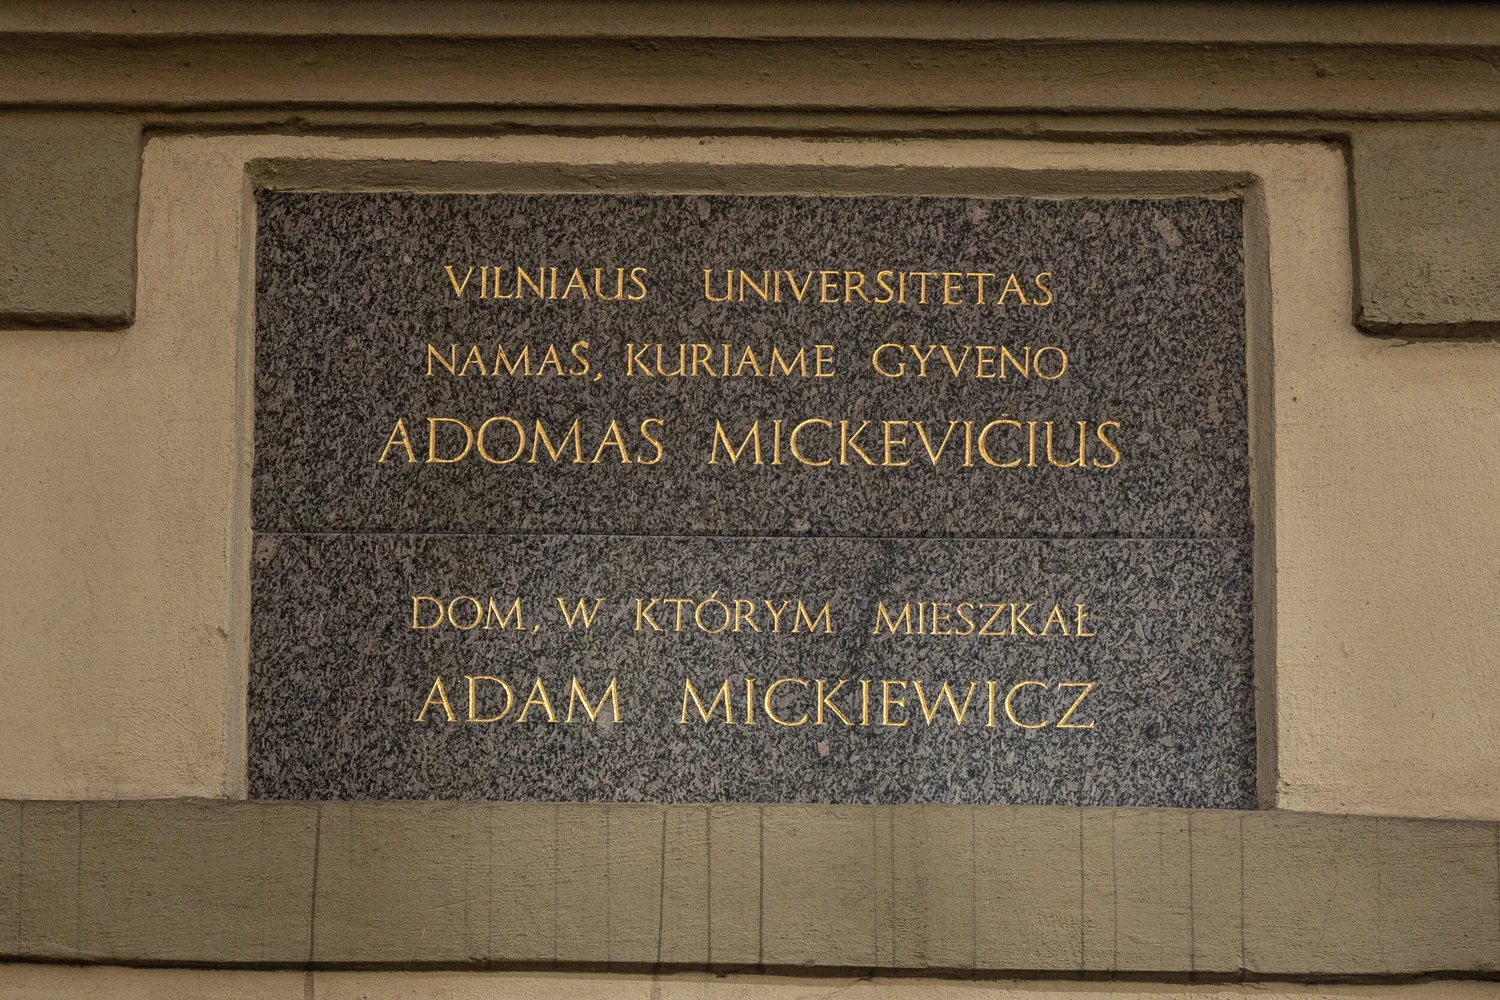 VILNIAUS UNIVERSITETAS
NAMAS, KURIAME GYVENO
ADOMAS MICKEVIČIUS
DOM, W KTÓRYM MIESZKAŁ
ADAM MICKIEWICZ